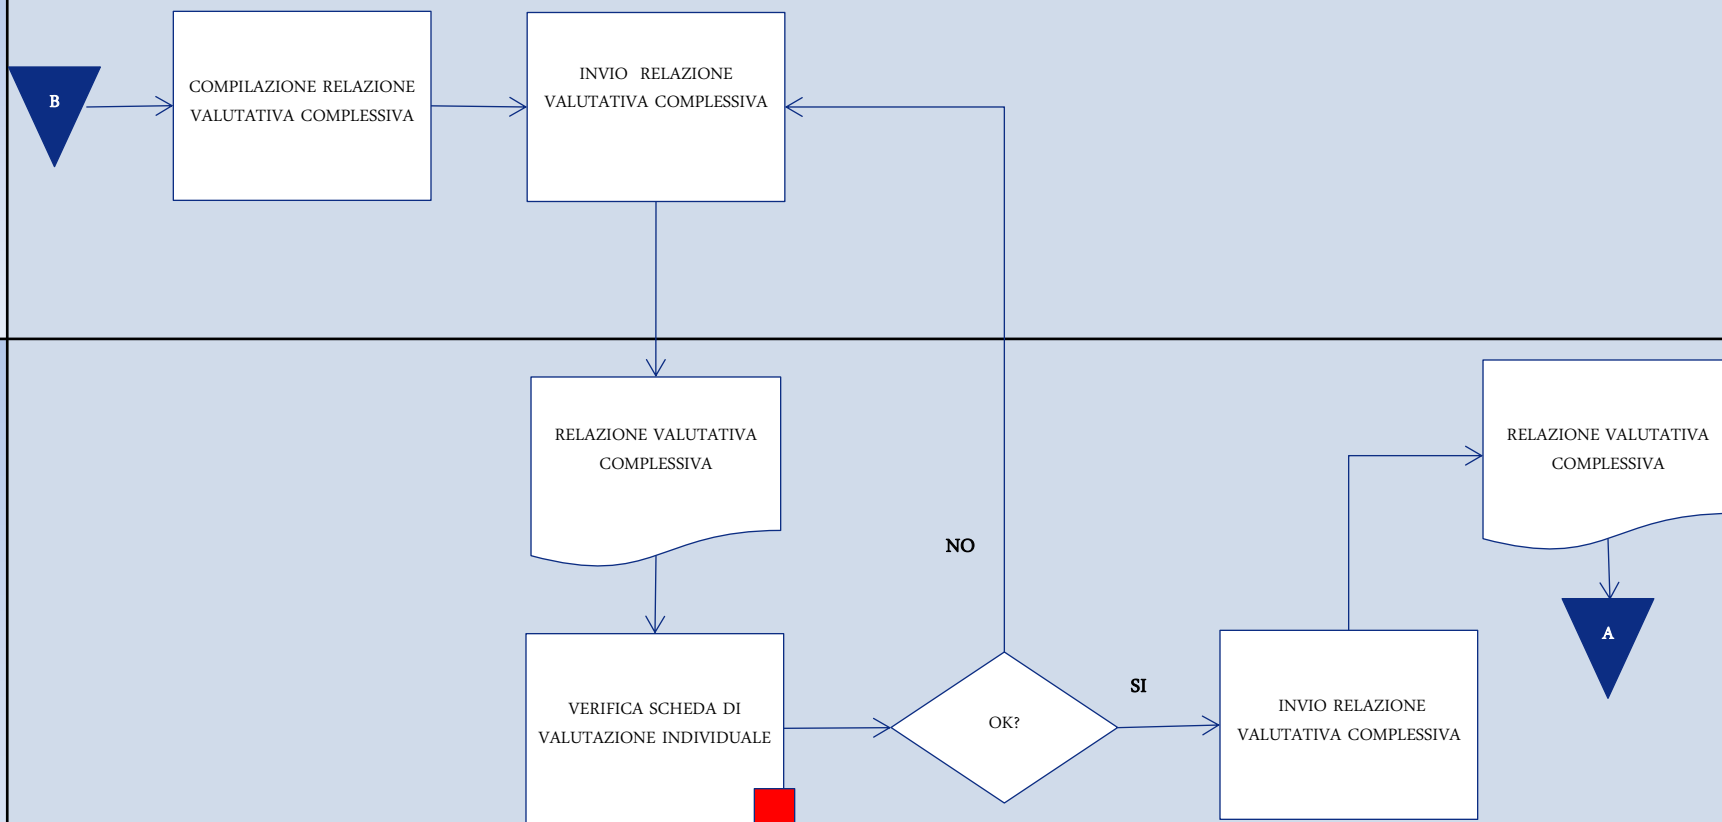 B
COMPILAZIONE RELAZIONE
VALUTATIVA COMPLESSIVA
INVIO RELAZIONE
VALUTATIVA COMPLESSIVA
RELAZIONE VALUTATIVA
COMPLESSIVA
RELAZIONE VALUTATIVA
COMPLESSIVA
NO
A
SI
VERIFICA SCHEDA DI
VALUTAZIONE INDIVIDUALE
OK?
INVIO RELAZIONE
VALUTATIVA COMPLESSIVA